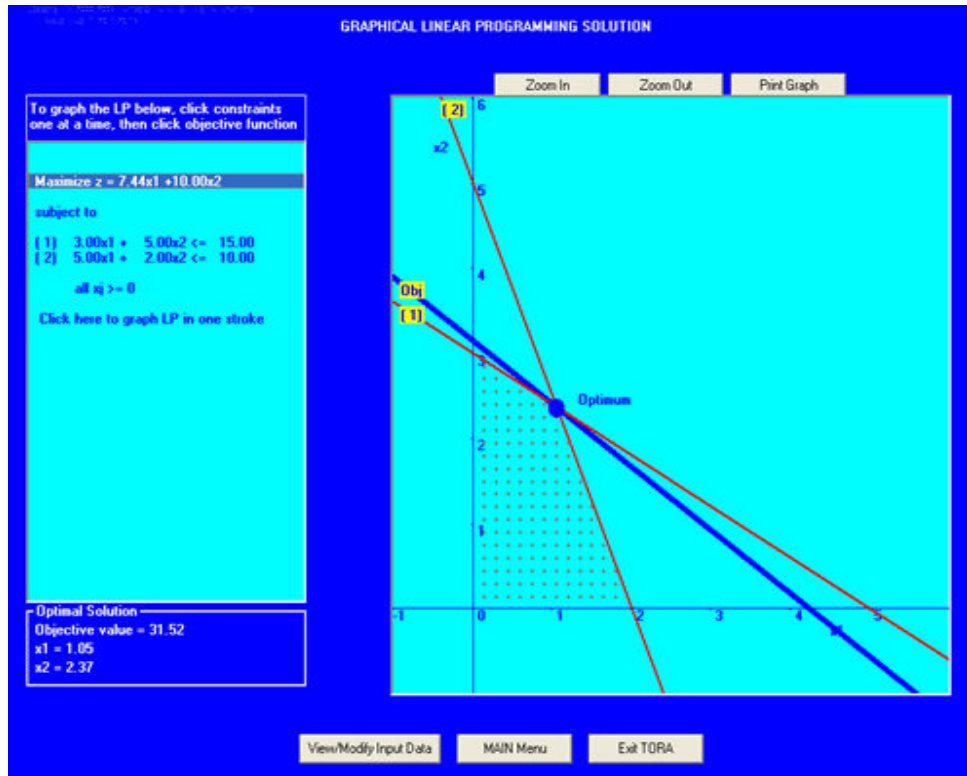 GRAPHICAL LINEAR PROGRAMMING SOLUTION
Zoom In Zoom Out Print Graph
To graph the LP below, click constraints
one at a time, then click objective function
Maximize z = 7.44x1 +10.00x2
subject to
( 1) 3.00x1 + 5.00x2 <= 15.00
( 2) 5.00x1 + 2.00x2 <= 10.00
all xj >= 0
Click here to graph LP in one stroke
( 2)
6
x2
5
4
Obj
( 1)
3
Optimum
2
1
-1 0 1 2 3 4 5
x1
Optimal Solution
Objective value = 31.52
x1 = 1.05
x2 = 2.37
View/Modify Input Data MAIN Menu Exit TORA